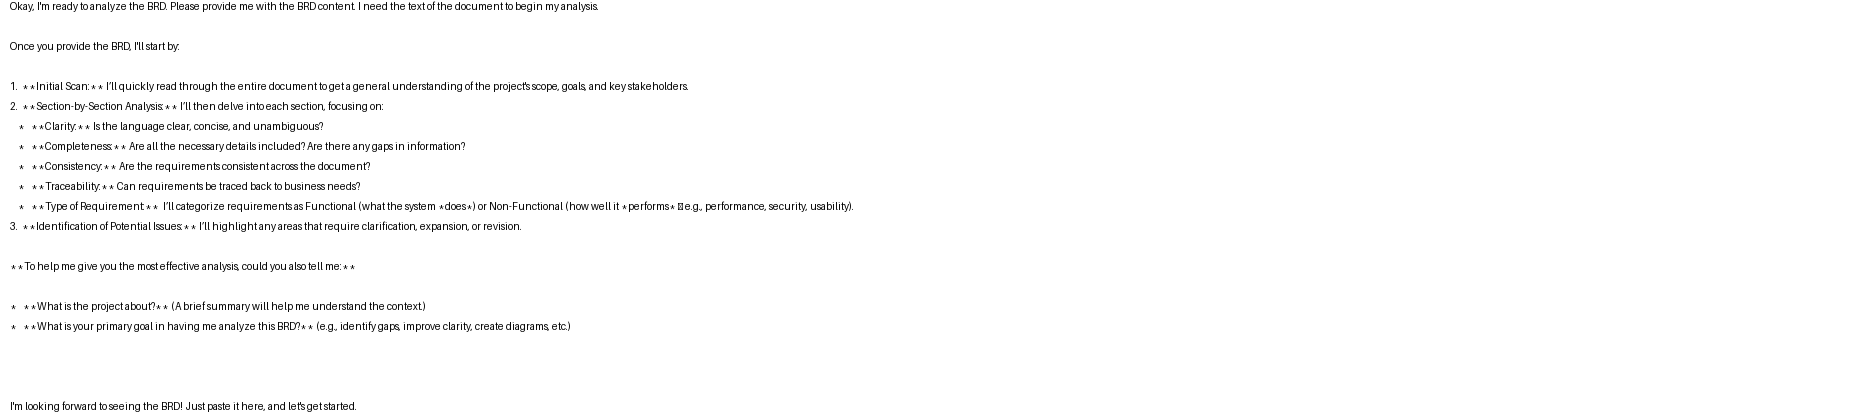 Okay, I'm ready to analyze the BRD. Please provide me with the BRD content. I need the text of the document to begin my analysis.
Once you provide the BRD, I'll start by:
1. **Initial Scan:** I’ll quickly read through the entire document to get a general understanding of the project's scope, goals, and key stakeholders.
2. **Section-by-Section Analysis:** I’ll then delve into each section, focusing on:
* **Clarity:** Is the language clear, concise, and unambiguous?
* **Completeness:** Are all the necessary details included? Are there any gaps in information?
* **Consistency:** Are the requirements consistent across the document?
* **Traceability:** Can requirements be traced back to business needs?
* **Type of Requirement:** I’ll categorize requirements as Functional (what the system *does*) or Non-Functional (how well it *performs* e.g., performance, security, usability).
3. **Identification of Potential Issues:** I’ll highlight any areas that require clarification, expansion, or revision.
**To help me give you the most effective analysis, could you also tell me:**
* **What is the project about?** (A brief summary will help me understand the context.)
* **What is your primary goal in having me analyze this BRD?** (e.g., identify gaps, improve clarity, create diagrams, etc.)
I'm looking forward to seeing the BRD! Just paste it here, and let's get started.